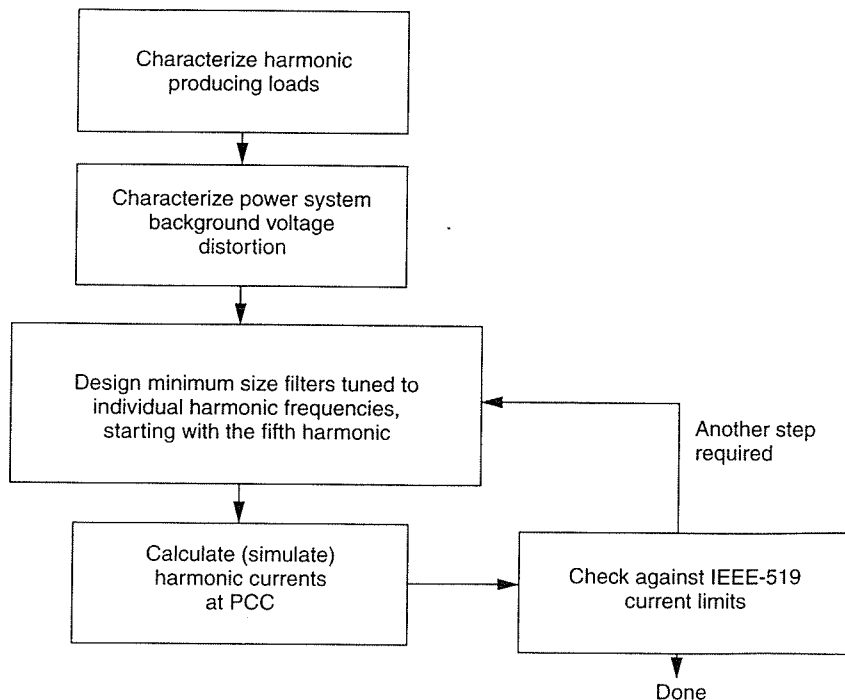 Characterize harmonic
producing loads
Characterize power system
background voltage
distortion
Design minimum size filters tuned to
individual harmonic frequencies,
starting with the fifth harmonic
Another step
required
Calculate (simulate)
harmonic currents
at PCC
Check against IEEE-519
current limits
Done